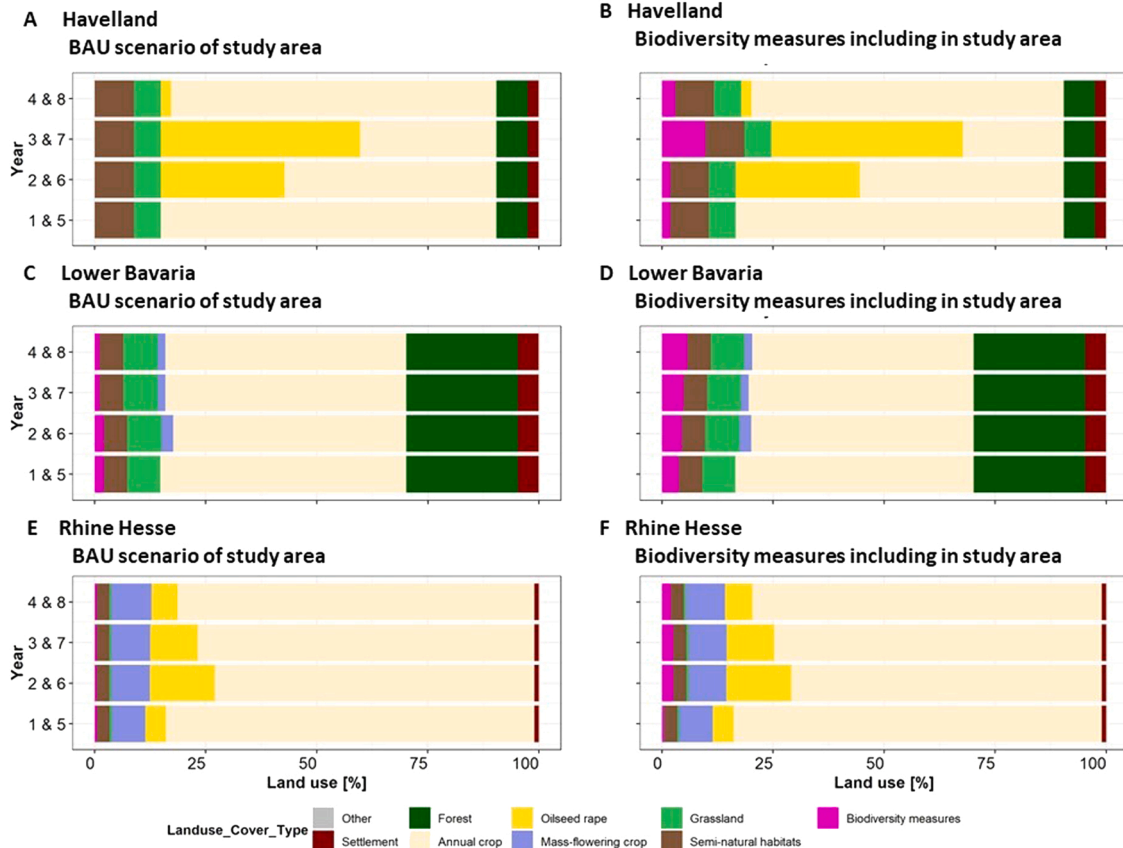 A Havelland
BAU scenario of study area
B Havelland
Biodiversity measures including in study area
Year
4 & 8
3 & 7
2 & 6
1 & 5
C Lower Bavaria
BAU scenario of study area
D Lower Bavaria
Biodiversity measures including in study area
Year
4 & 8
3 & 7
2 & 6
1 & 5
E Rhine Hesse
BAU scenario of study area
F Rhine Hesse
Biodiversity measures including in study area
Year
4 & 8
3 & 7
2 & 6
1 & 5
0 25 50 75 100
Land use [%]
0 25 50 75 100
Land use [%]
Landuse_Cover_Type
Other Forest Oilseed rape Grassland Biodiversity measures
Settlement Annual crop Mass-flowering crop Semi-natural habitats